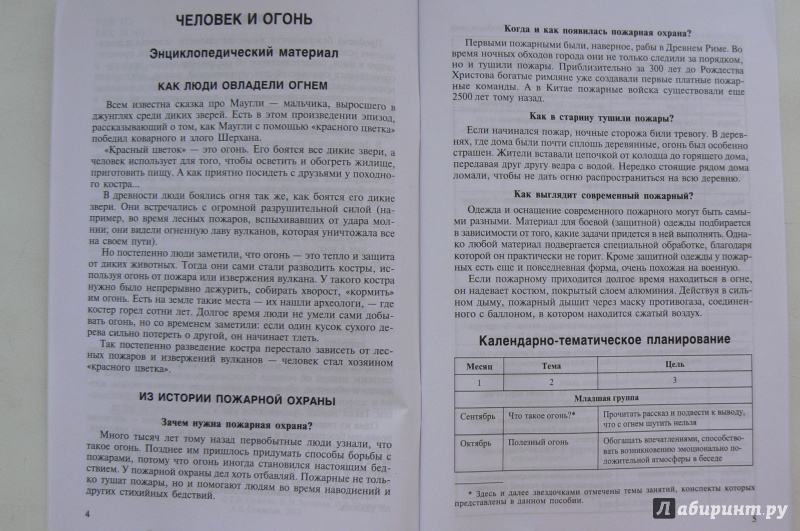 ЧЕЛОВЕК И ОГОНЬ
Энциклопедический материал
КАК ЛЮДИ ОВЛАДЕЛИ ОГНЕМ
Всем известна сказка про Маугли – мальчика, выросшего в
джунглях среди диких зверей. Есть в этом произведении эпизод,
рассказывающий о том, как Маугли с помощью «красного цветка»
победил коварного и злого Шерхана.
«Красный цветок» — это огонь. Его боятся все дикие звери, а
человек использует для того, чтобы осветить и обогреть жилище,
приготовить пищу. А как приятно посидеть с друзьями у походно-
го костра...
В древности люди боялись огня так же, как боятся его дикие
звери. Они встречались с огромной разрушительной силой (на-
пример, во время лесных пожаров, вспыхивавших от удара мол-
нии; они видели огненную лаву вулканов, которая уничтожала все
на своем пути).
Но постепенно люди заметили, что огонь — это тепло и защита
от диких животных. Тогда они сами стали разводить костры, ис-
пользуя огонь от пожара или извержения вулкана. У такого костра
нужно было непрерывно дежурить, собирать хворост, «кормить»
им огонь. Есть на земле такие места — их нашли археологи, — где
костер горел сотни лет. Долгое время люди не умели сами добы-
вать огонь, но со временем заметили: если один кусок сухого де-
рева сильно потереть о другой, он начинает тлеть.
Так постепенно разведение костра перестало зависеть от лес-
ных пожаров и извержений вулканов — человек стал хозяином
«красного цветка».
ИЗ ИСТОРИИ ПОЖАРНОЙ ОХРАНЫ
Зачем нужна пожарная охрана?
Много тысяч лет тому назад первобытные люди узнали, что
такое огонь. Позднее им пришлось придумать способы борьбы с
пожарами, потому что огонь иногда становился настоящим бед-
ствием. У пожарной охраны дел хоть отбавляй. Пожарные не толь-
ко тушат пожары, но и помогают людям во время наводнений и
других стихийных бедствий.
4
Когда и как появилась пожарная охрана?
Первыми пожарными были, наверное, рабы в Древнем Риме. Во
время ночных обходов города они не только следили за порядком,
но и тушили пожары. Приблизительно за 300 лет до Рождества
Христова богатые римляне уже создавали первые платные пожар-
ные команды. А в Китае пожарные войска существовали еще
2500 лет тому назад.
Как в старину тушили пожары?
Если начинался пожар, ночные сторожа били тревогу. В дерев-
нях, где дома были почти сплошь деревянные, огонь был особенно
страшен. Жители вставали цепочкой от колодца до горящего дома,
передавая друг другу ведра с водой. Нередко стоящие рядом дома
ломали, чтобы не дать огню распространиться на всю деревню.
Как выглядит современный пожарный?
Одежда и оснащение современного пожарного могут быть самы-
ми разными. Материал для боевой (защитной) одежды подбирается
в зависимости от того, какие задачи придется в ней выполнять. Одна-
ко любой материал подвергается специальной обработке, благодаря
которой он практически не горит. Кроме защитной одежды у пожар-
ных есть еще и повседневная форма, очень похожая на военную.
Если пожарному приходится долгое время находиться в огне,
он надевает костюм, покрытый слоем алюминия. Действуя в силь-
ном дыму, пожарный дышит через маску противогаза, соединен-
ного с баллоном, в котором находится сжатый воздух.
Календарно-тематическое планирование
Месяц Тема Цель
1 2 3
Младшая группа
Сентябрь Что такое огонь?* Прочитать рассказ и подвести к выводу,
что с огнем шутить нельзя
Октябрь Полезный огонь Обогащать впечатлениями, способство-
вать возникновению эмоционально по-
ложительной атмосферы в беседе
* Здесь и далее звездочками отмечены темы занятий, конспекты которых
представлены в данном пособии.
5
Лабиринт.ру